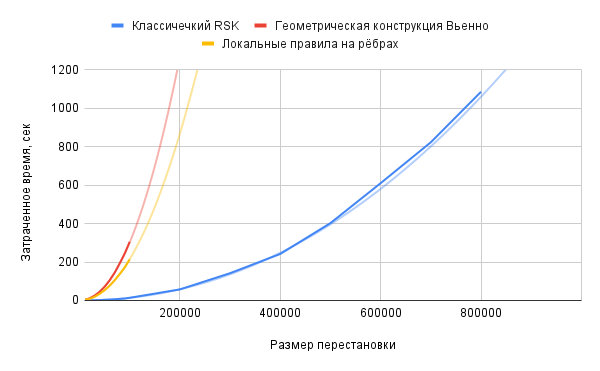 Классичечкий RSK
Геометрическая конструкция Вьенно
Локальные правила на рёбрах
Затраченное время, сек
1200
1000
800
600
400
200
0
200000
400000
600000
800000
Размер перестановки